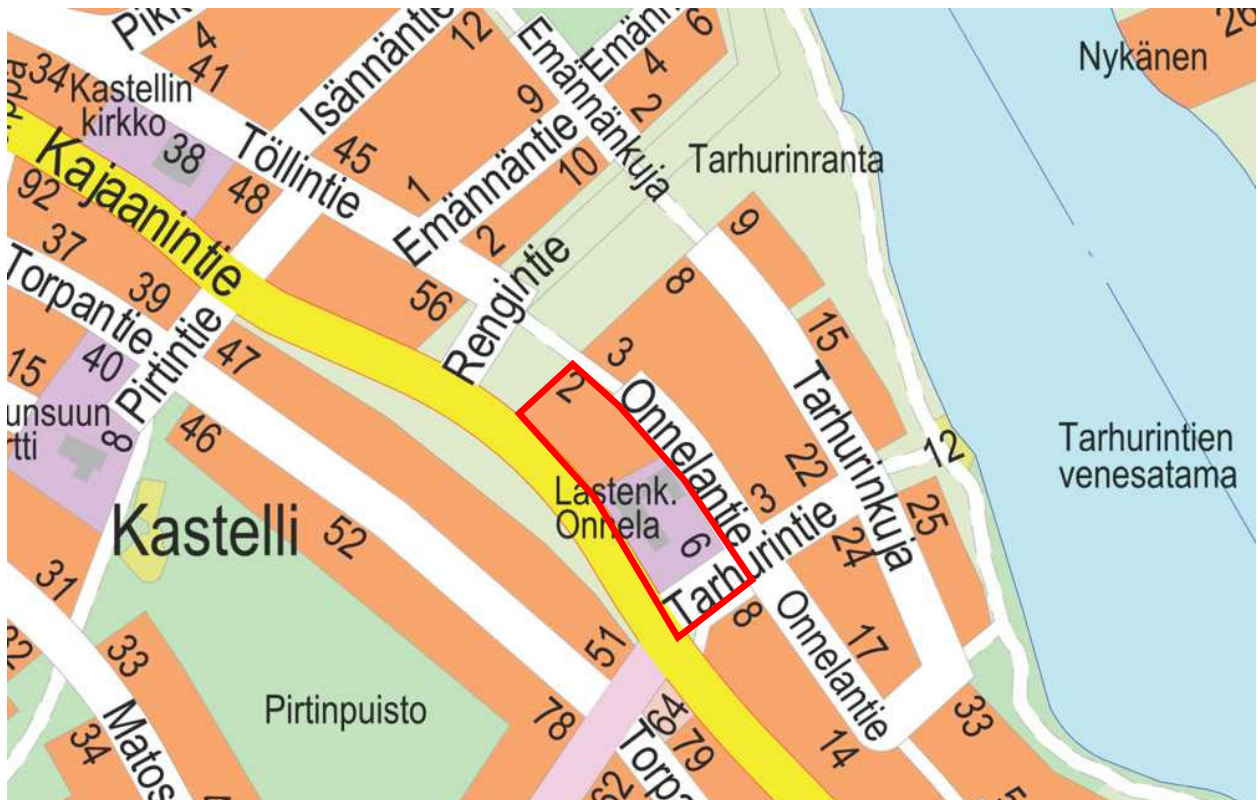 Pikk
4
41
34
Kastellin
kirkko
38
Isännäntie
12
45
Töllintie
48
Kajaanintie
92
37
39
Torpantie
40
15
Pirtintie
47
8
46
Kastelli
52
31
33
34
Matos
Pirtinpuisto
51
78
64
79
62
Torpa
Emännänkuja
Emänn
6
4
2
9
1
Emännäntie
10
2
56
Rengintie
Tarhurinranta
9
8
15
3
2
Onnelantie
Tarhurinkuja
Lastenk.
Onnela
6
3
22
Tarhurintie
12
25
24
8
Onnelantie
17
14
33
Nykänen
26
Tarhurintien
venesatama